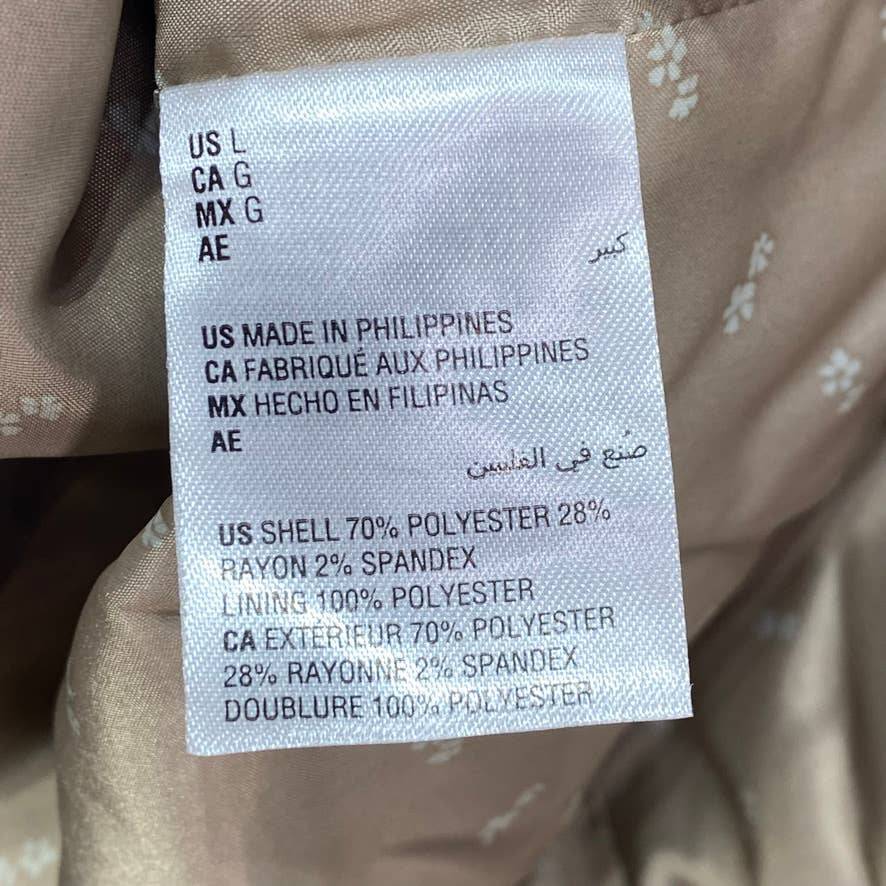 US L
CA G
MX G
AE
كبير
US MADE IN PHILIPPINES
CA FABRIQUÉ AUX PHILIPPINES
MX HECHO EN FILIPINAS
AE
صُنع في الفلبين
US SHELL 70% POLYESTER 28%
RAYON 2% SPANDEX
LINING 100% POLYESTER
CA EXTERIEUR 70% POLYESTER
28% RAYONNE 2% SPANDEX
DOUBLURE 100% POLYESTER